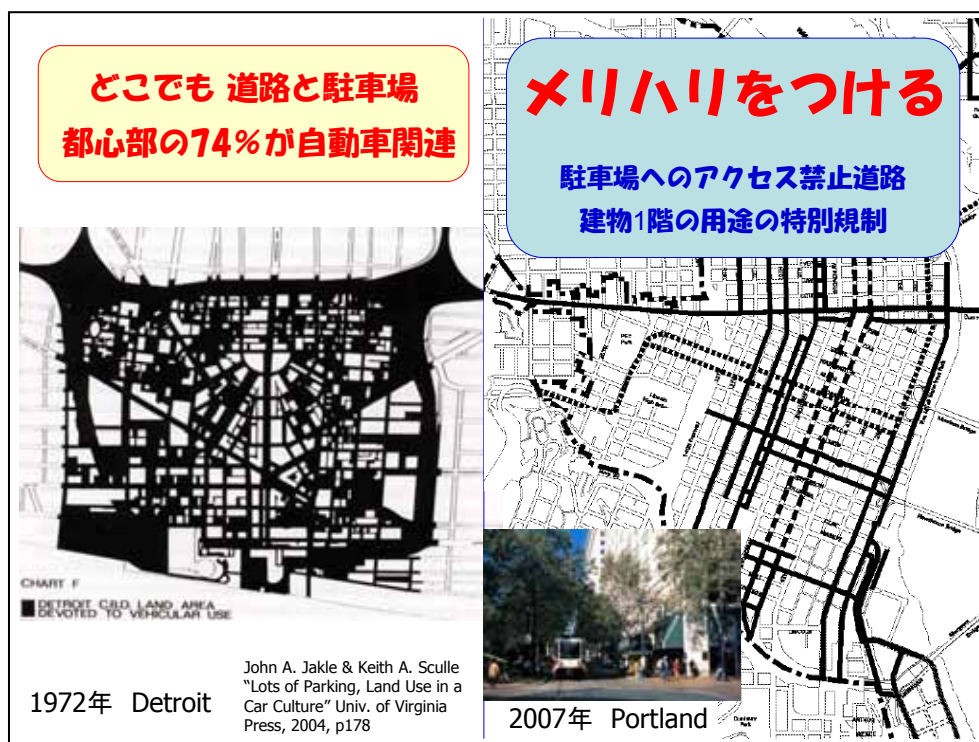 どこでも 道路と駐車場
都心部の74%が自動車関連
CHART F
DETROIT C.B.D. LAND AREA
DEVOTED TO VEHICULAR USE
1972年 Detroit
John A. Jakle & Keith A. Sculle
“Lots of Parking, Land Use in a
Car Culture” Univ. of Virginia
Press, 2004, p178
メリハリをつける
駐車場へのアクセス禁止道路
建物1階の用途の特別規制
2007年 Portland